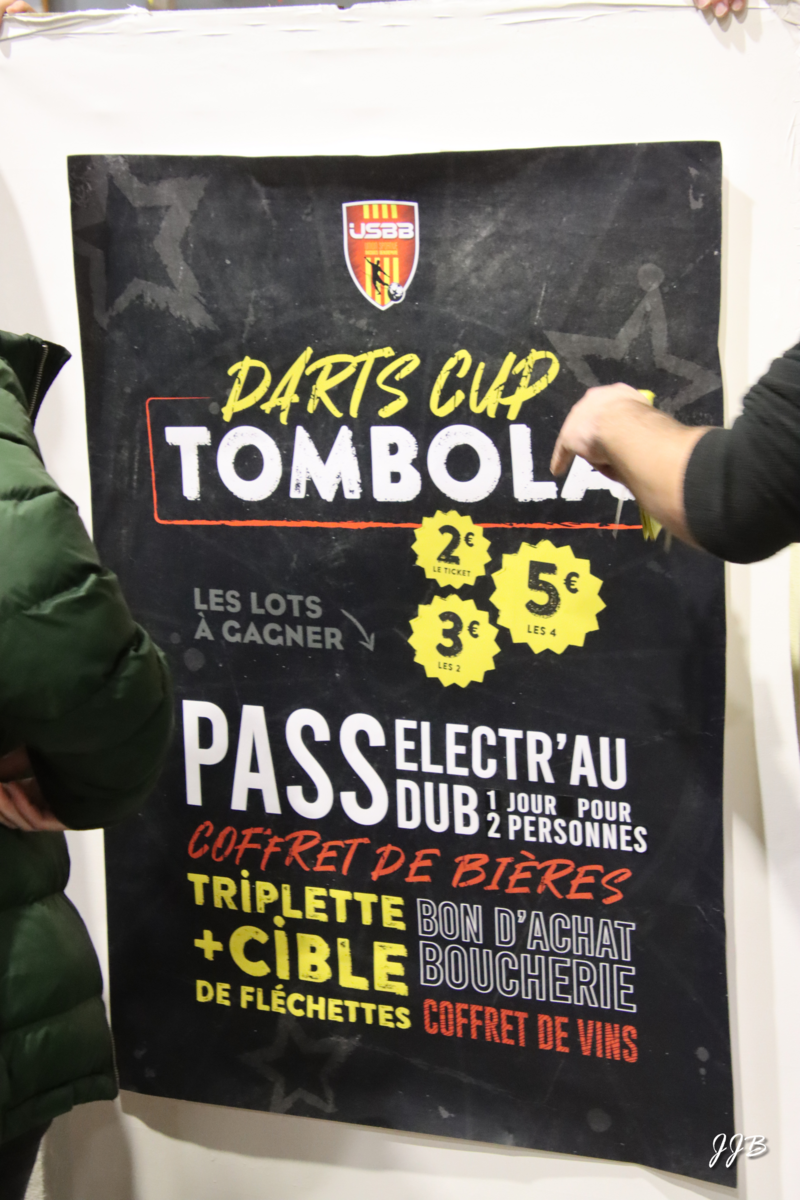 USBB
DARTS CUP
TOMBOLA
2€
LE TICKET
5€
LES 4
3€
LES 2
LES LOTS
À GAGNER
PASS ELECTR'AU
DUB 1 JOUR POUR
2 PERSONNES
COFFRET DE BIÈRES
TRIPLETTE
+CIBLE
DE FLÉCHETTES
BON D'ACHAT
BOUCHERIE
COFFRET DE VINS
JJB